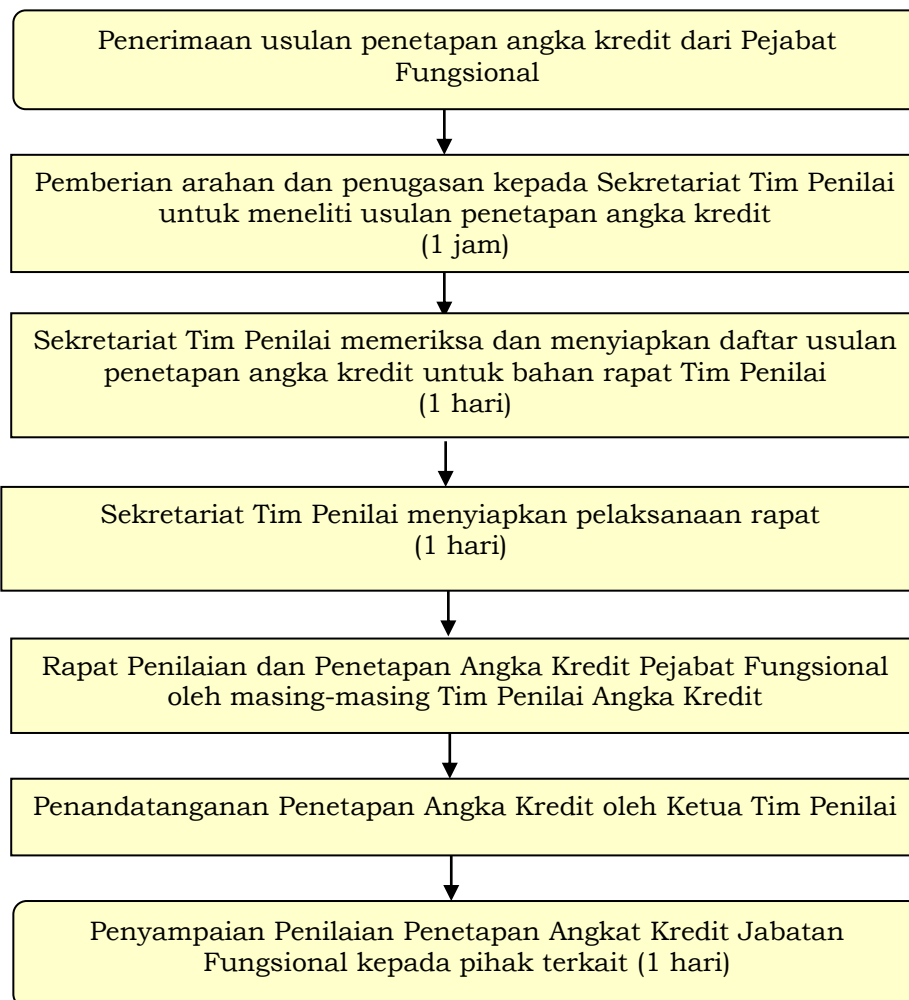 Penerimaan usulan penetapan angka kredit dari Pejabat
Fungsional
Pemberian arahan dan penugasan kepada Sekretariat Tim Penilai
untuk meneliti usulan penetapan angka kredit
(1 jam)
Sekretariat Tim Penilai memeriksa dan menyiapkan daftar usulan
penetapan angka kredit untuk bahan rapat Tim Penilai
(1 hari)
Sekretariat Tim Penilai menyiapkan pelaksanaan rapat
(1 hari)
Rapat Penilaian dan Penetapan Angka Kredit Pejabat Fungsional
oleh masing-masing Tim Penilai Angka Kredit
Penandatanganan Penetapan Angka Kredit oleh Ketua Tim Penilai
Penyampaian Penilaian Penetapan Angkat Kredit Jabatan
Fungsional kepada pihak terkait (1 hari)